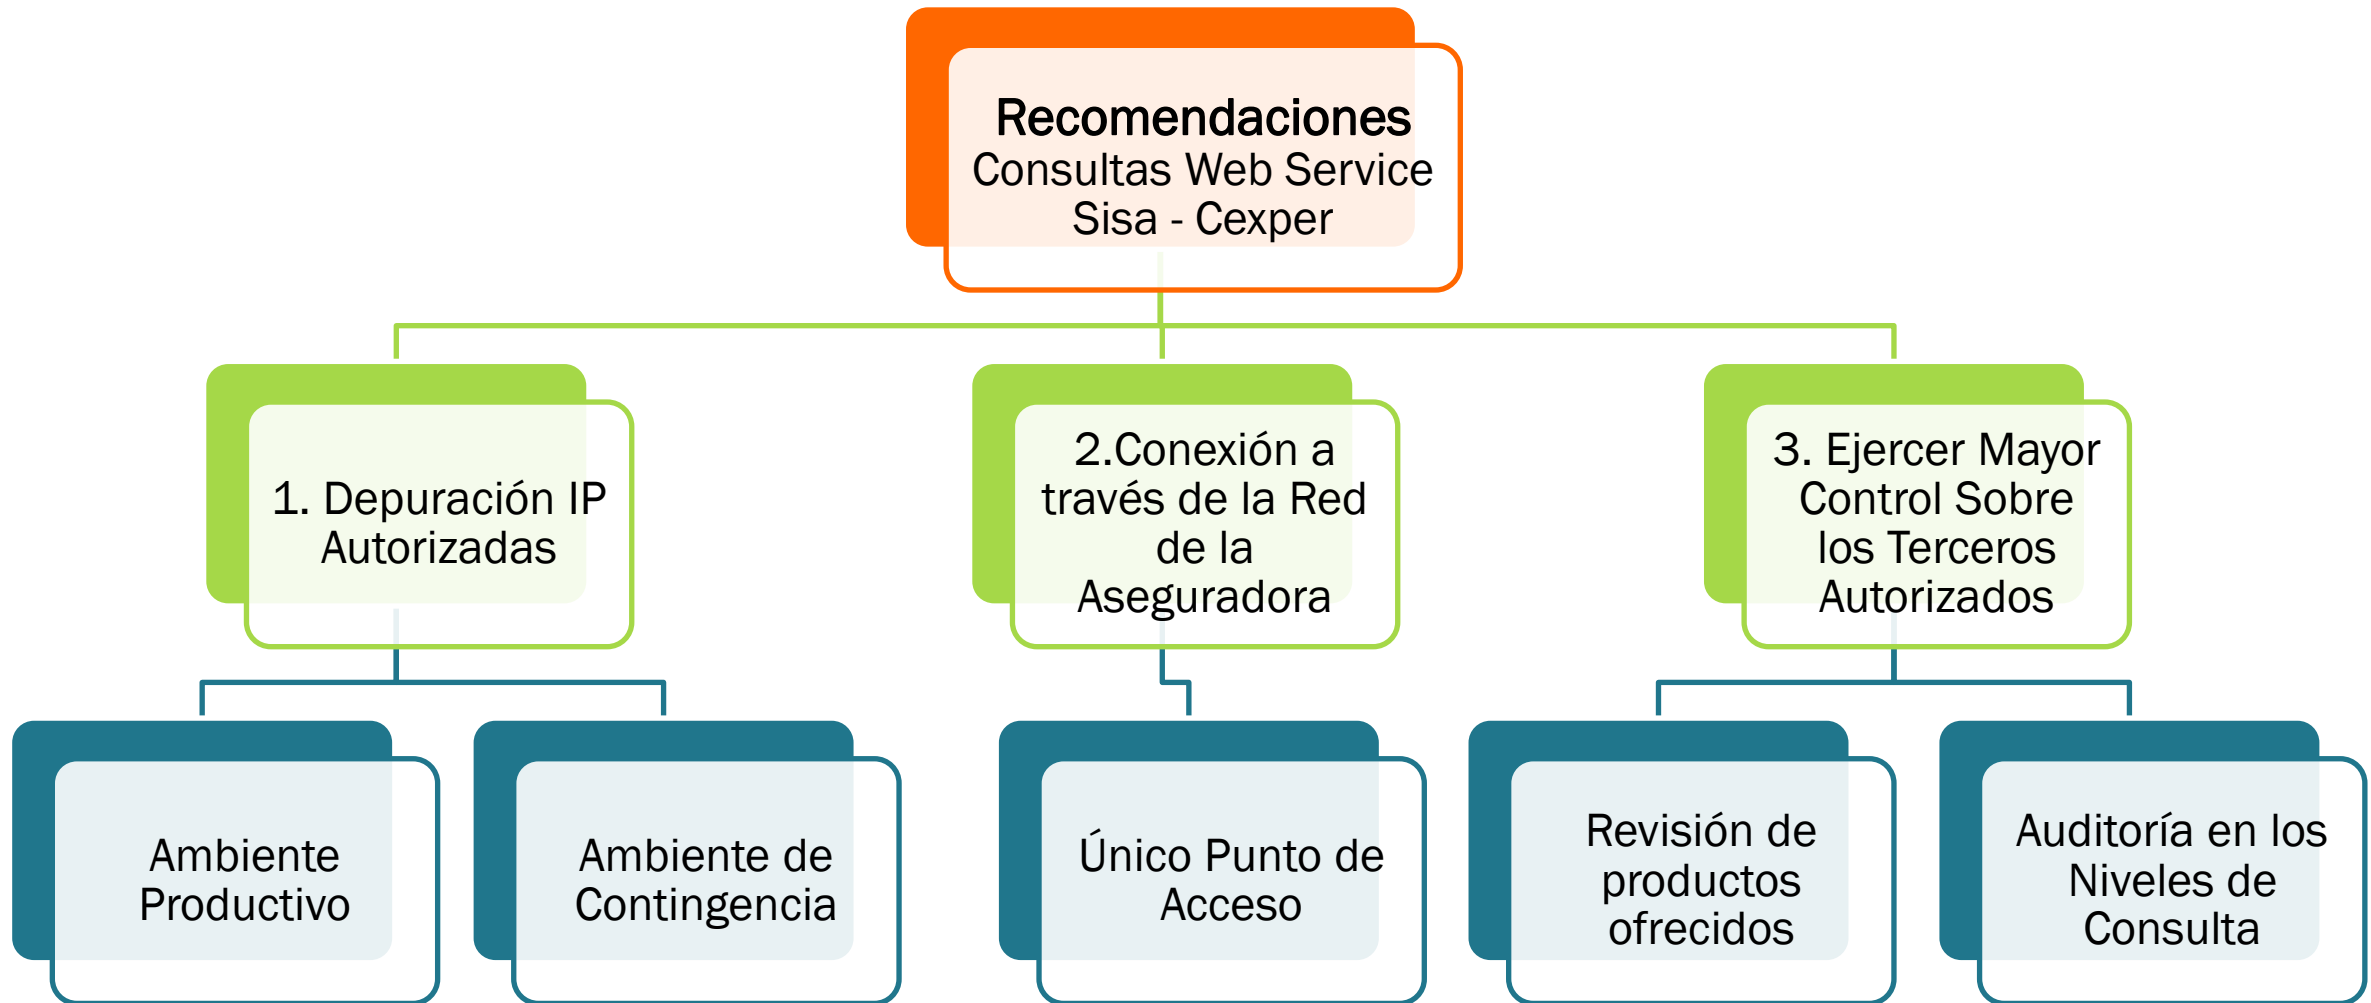 Recomendaciones
Consultas Web Service
Sisa - Cexper
1. Depuración IP
Autorizadas
2.Conexión a
través de la Red
de la
Aseguradora
3. Ejercer Mayor
Control Sobre
los Terceros
Autorizados
Ambiente
Productivo
Ambiente de
Contingencia
Único Punto de
Acceso
Revisión de
productos
ofrecidos
Auditoría en los
Niveles de
Consulta